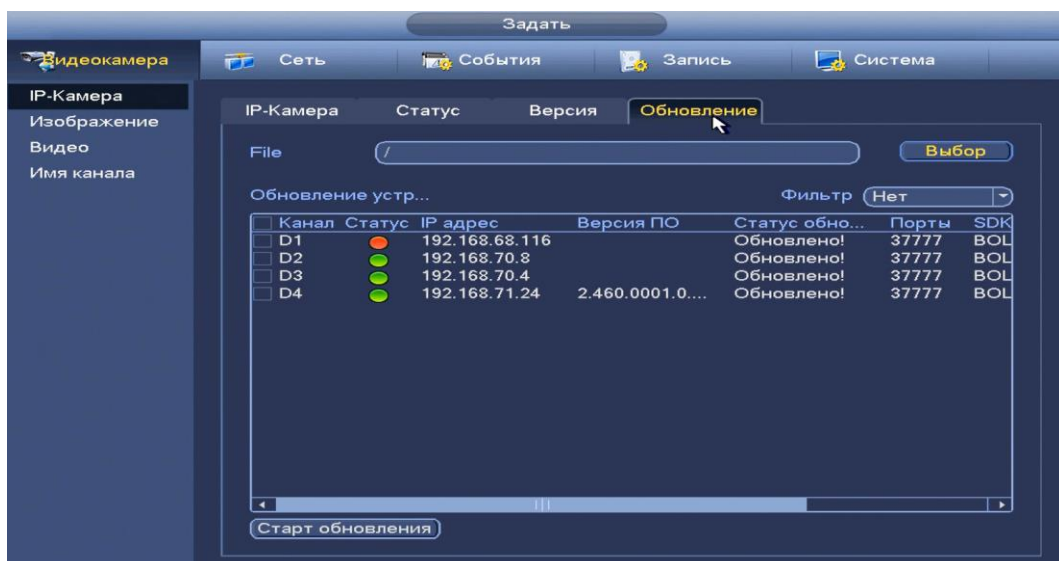 Задать
Видеокамера Сеть События Запись Система
IP-Камера
Изображение
Видео
Имя канала
IP-Камера Статус Версия Обновление
File / Выбор
Обновление устр... Фильтр Нет
Канал Статус IP адрес Версия ПО Статус обно... Порты SDK
D1 192.168.68.116 Обновлено! 37777 BOL
D2 192.168.70.8 Обновлено! 37777 BOL
D3 192.168.70.4 Обновлено! 37777 BOL
D4 192.168.71.24 2.460.0001.0.... Обновлено! 37777 BOL
Старт обновления